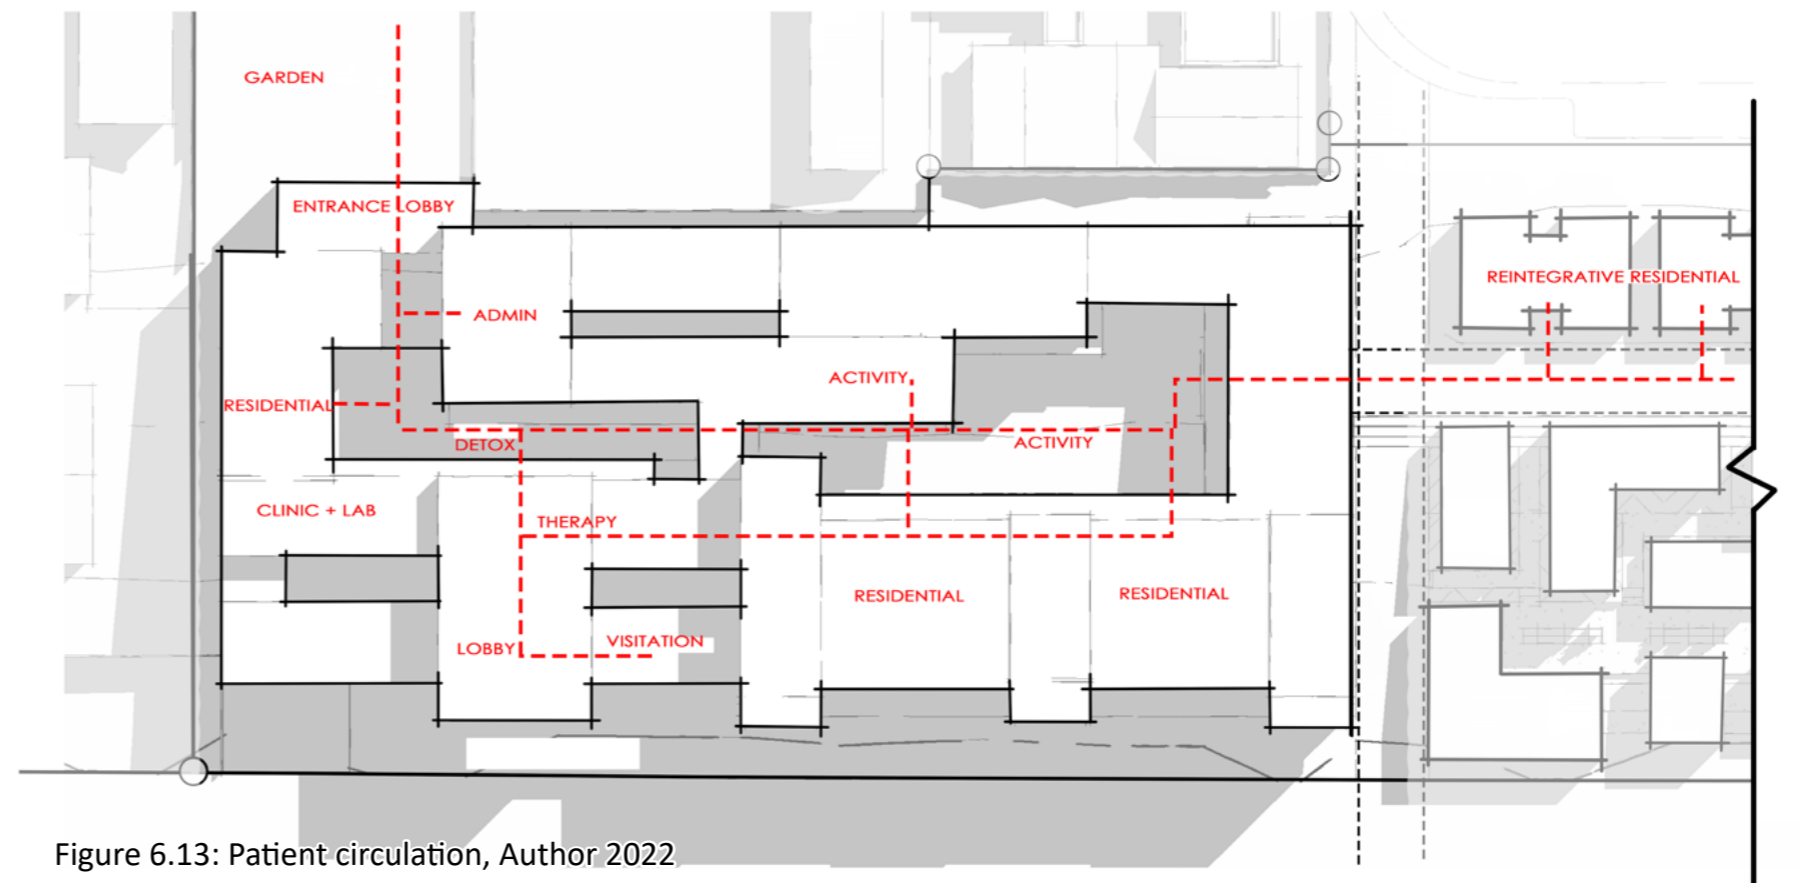 GARDEN
ENTRANCE LOBBY
REINTEGRATIVE RESIDENTIAL
ADMIN
ACTIVITY
RESIDENTIAL
DETOX
ACTIVITY
CLINIC + LAB
THERAPY
RESIDENTIAL
RESIDENTIAL
LOBBY
VISITATION
Figure 6.13: Patient circulation, Author 2022